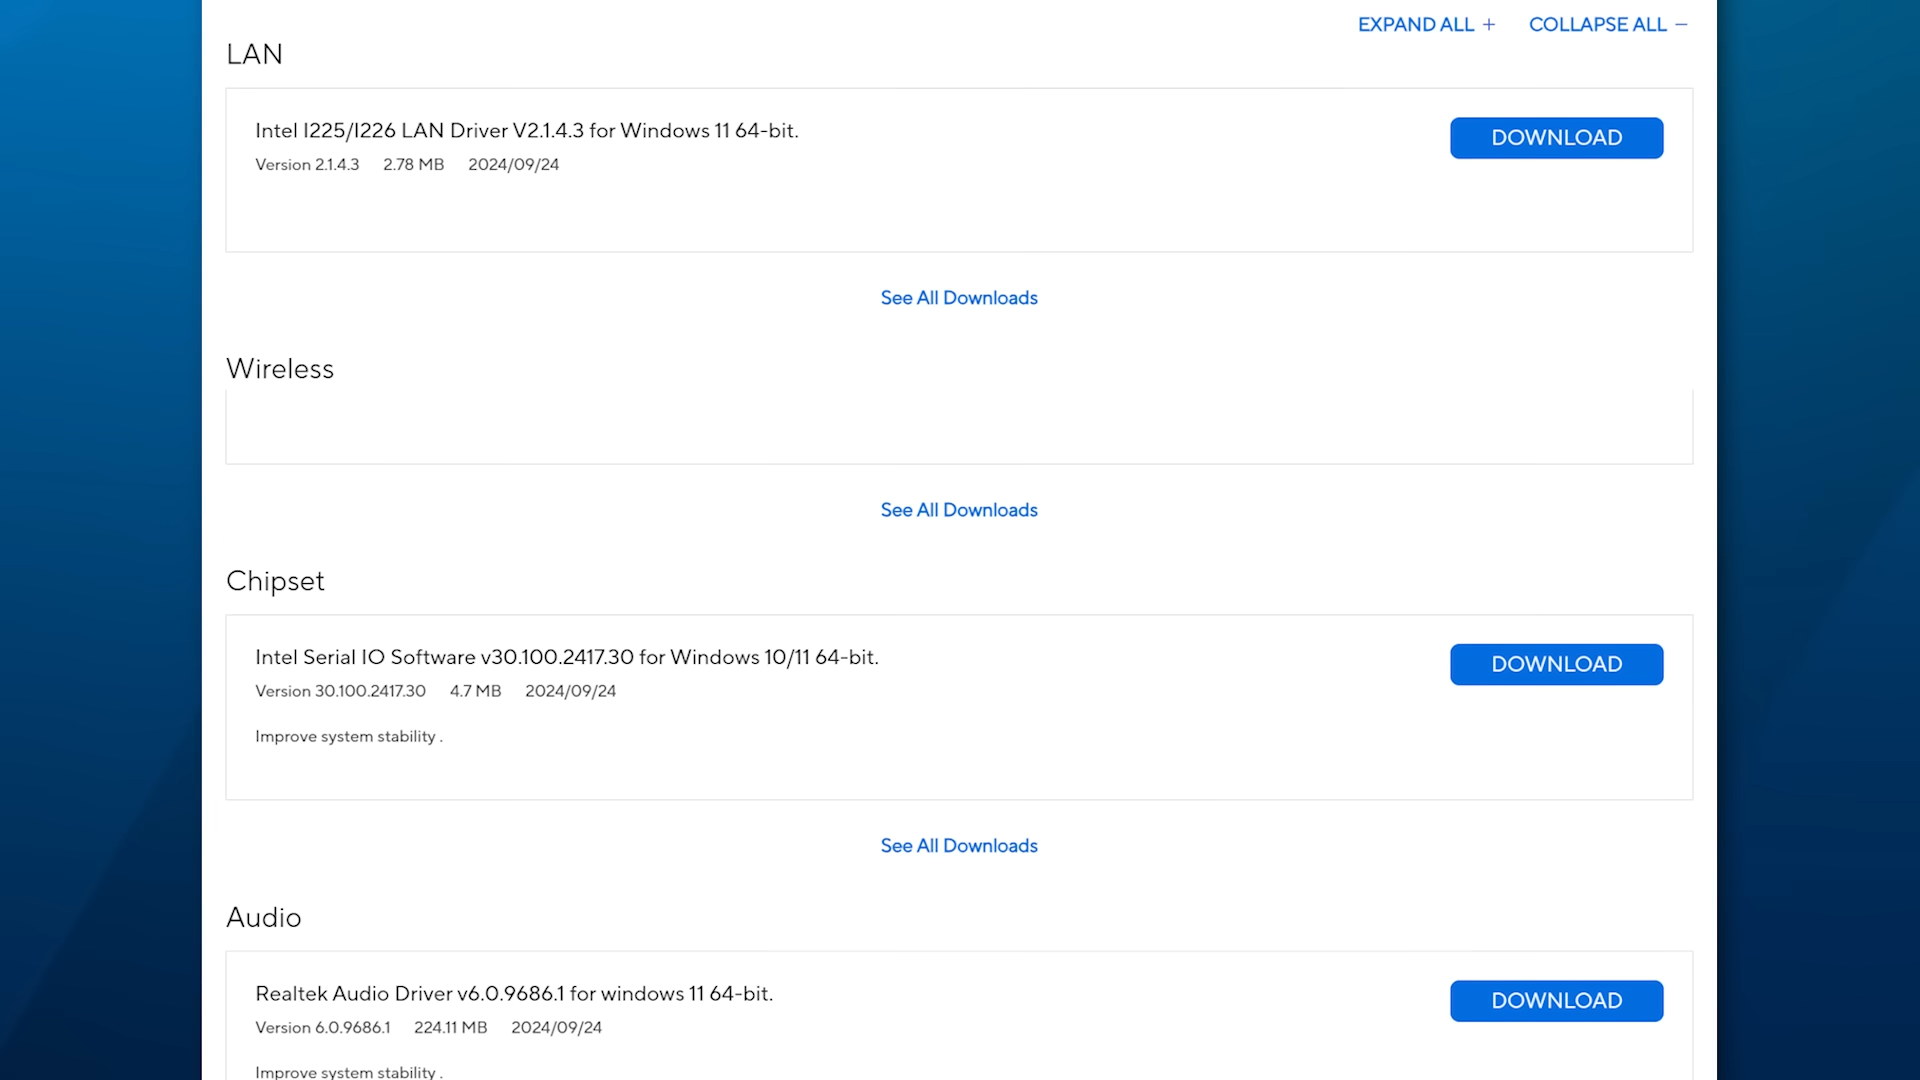 EXPAND ALL + COLLAPSE ALL −
LAN
Intel I225/I226 LAN Driver V2.1.4.3 for Windows 11 64-bit.
DOWNLOAD
Version 2.1.4.3 2.78 MB 2024/09/24
See All Downloads
Wireless
See All Downloads
Chipset
Intel Serial IO Software v30.100.2417.30 for Windows 10/11 64-bit.
DOWNLOAD
Version 30.100.2417.30 4.7 MB 2024/09/24
Improve system stability .
See All Downloads
Audio
Realtek Audio Driver v6.0.9686.1 for windows 11 64-bit.
DOWNLOAD
Version 6.0.9686.1 224.11 MB 2024/09/24
Improve system stability .